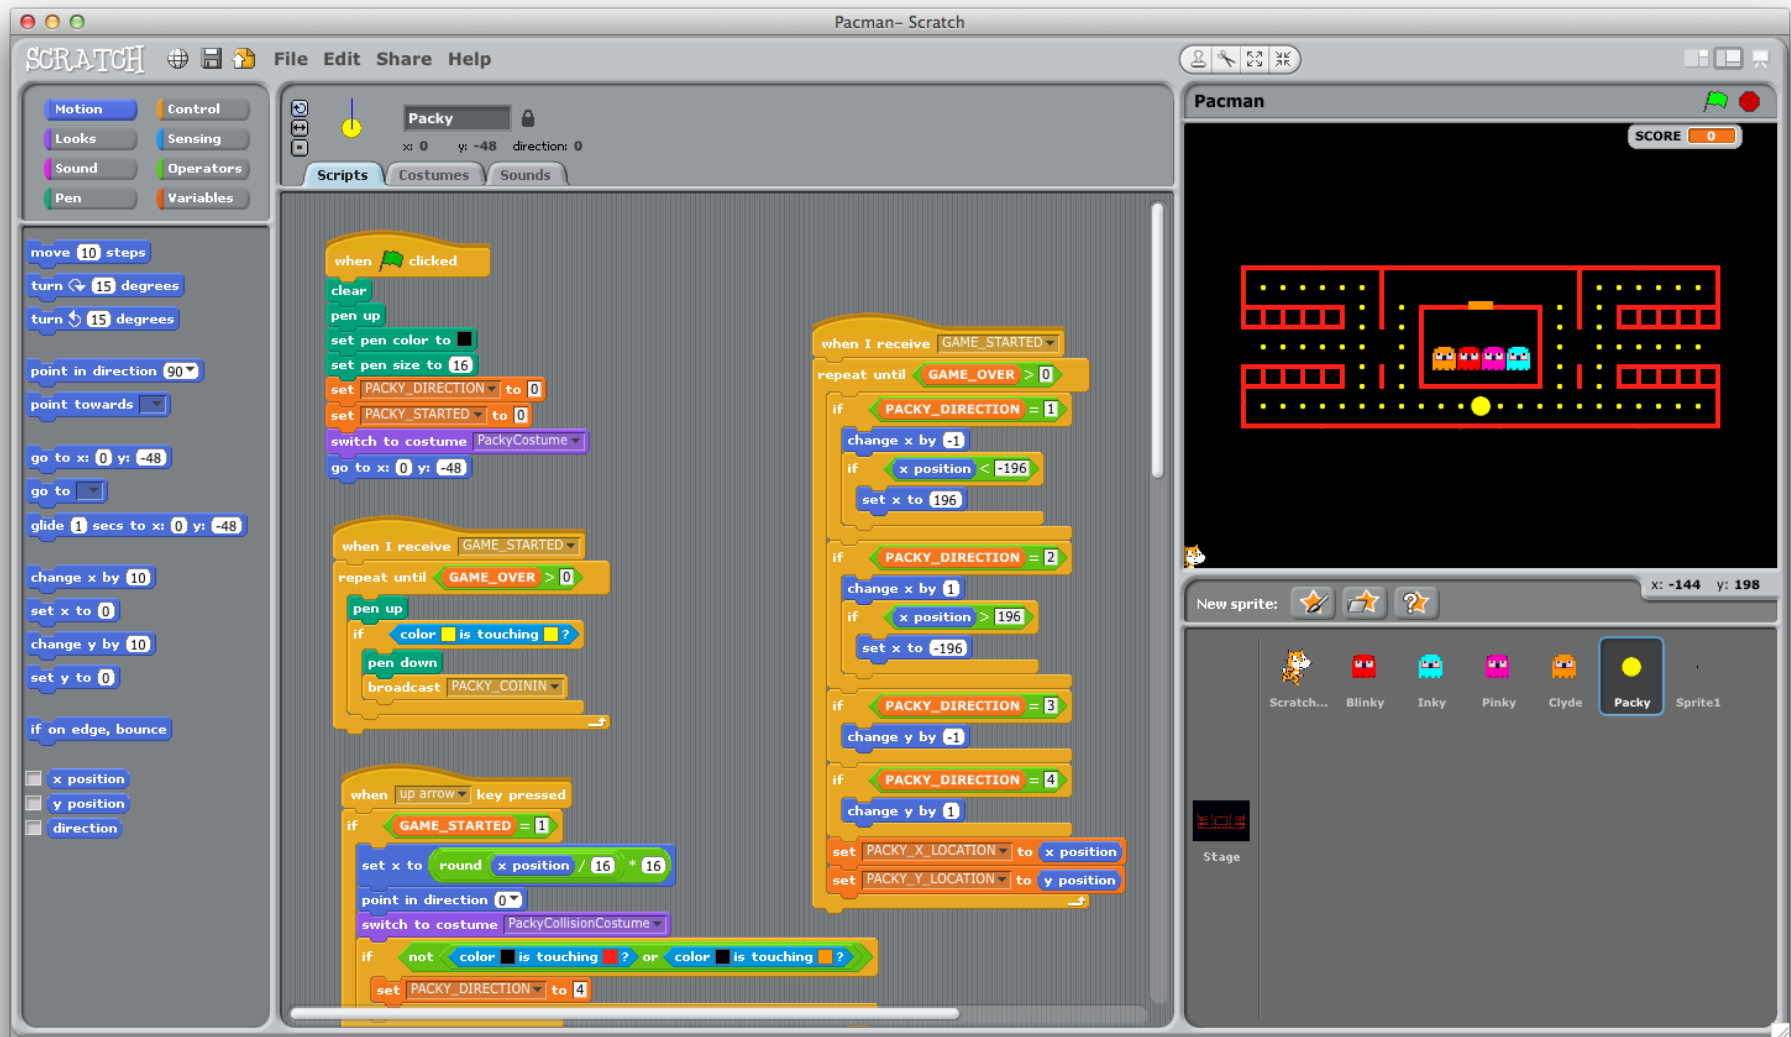 Pacman– Scratch
SCRATCH File Edit Share Help
Motion Control
Looks Sensing
Sound Operators
Pen Variables
move 10 steps
turn 15 degrees
turn 15 degrees
point in direction 90
point towards
go to x: 0 y: -48
go to
glide 1 secs to x: 0 y: -48
change x by 10
set x to 0
change y by 10
set y to 0
if on edge, bounce
x position
y position
direction
Packy
x: 0 y: -48 direction: 0
Scripts Costumes Sounds
when clicked
clear
pen up
set pen color to
set pen size to 16
set PACKY_DIRECTION to 0
set PACKY_STARTED to 0
switch to costume PackyCostume
go to x: 0 y: -48
when I receive GAME_STARTED
repeat until GAME_OVER > 0
pen up
if color is touching ?
pen down
broadcast PACKY_COININ
when up arrow key pressed
if GAME_STARTED = 1
set x to round x position / 16 * 16
point in direction 0
switch to costume PackyCollisionCostume
if not color is touching ? or color is touching ?
set PACKY_DIRECTION to 4
when I receive GAME_STARTED
repeat until GAME_OVER > 0
if PACKY_DIRECTION = 1
change x by -1
if x position < -196
set x to 196
if PACKY_DIRECTION = 2
change x by 1
if x position > 196
set x to -196
if PACKY_DIRECTION = 3
change y by -1
if PACKY_DIRECTION = 4
change y by 1
set PACKY_X_LOCATION to x position
set PACKY_Y_LOCATION to y position
Pacman
SCORE 0
x: -144 y: 198
New sprite:
Scratch... Blinky Inky Pinky Clyde Packy Sprite1
Stage